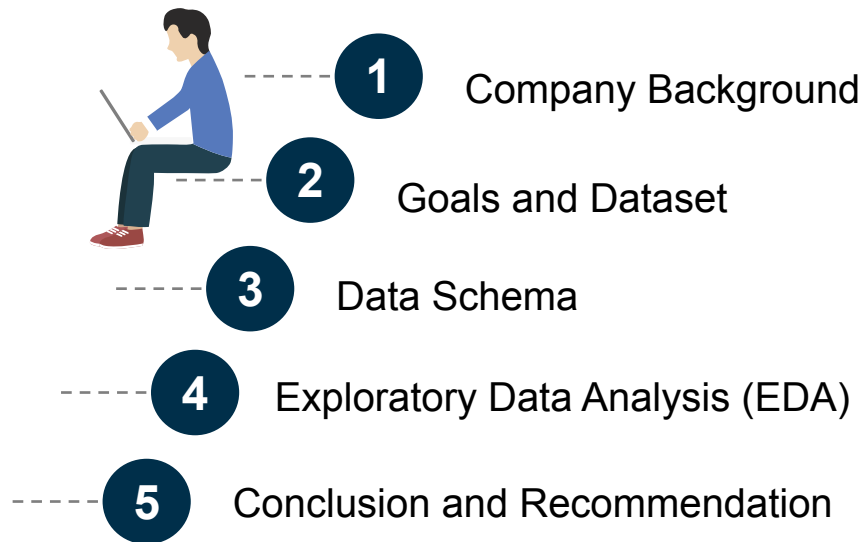 1 Company Background
2 Goals and Dataset
3 Data Schema
4 Exploratory Data Analysis (EDA)
5 Conclusion and Recommendation